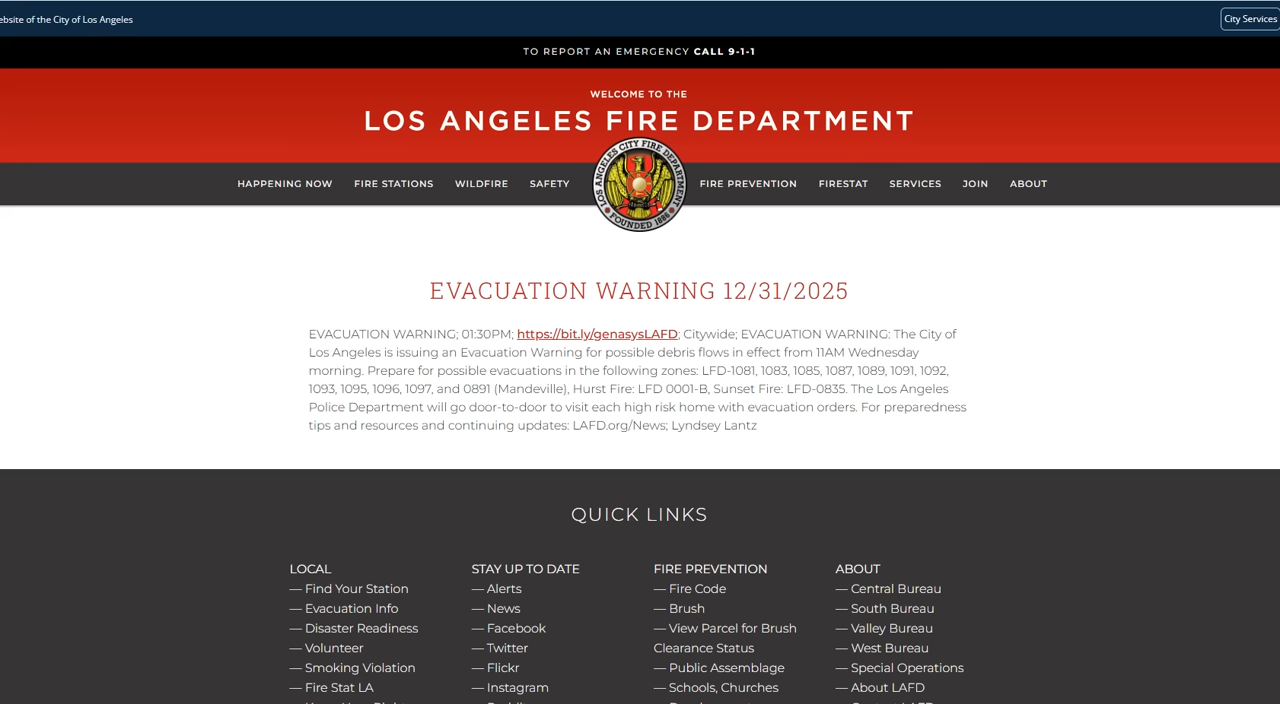 ebsite of the City of Los Angeles
City Services
TO REPORT AN EMERGENCY CALL 9-1-1
WELCOME TO THE
LOS ANGELES FIRE DEPARTMENT
LOS ANGELES CITY FIRE DEPARTMENT
FOUNDED 1886
HAPPENING NOW FIRE STATIONS WILDFIRE SAFETY FIRE PREVENTION FIRESTAT SERVICES JOIN ABOUT
EVACUATION WARNING 12/31/2025
EVACUATION WARNING; 01:30PM; https://bit.ly/genasysLAFD; Citywide; EVACUATION WARNING: The City of
Los Angeles is issuing an Evacuation Warning for possible debris flows in effect from 11AM Wednesday
morning. Prepare for possible evacuations in the following zones: LFD-1081, 1083, 1085, 1087, 1089, 1091, 1092,
1093, 1095, 1096, 1097, and 0891 (Mandeville), Hurst Fire: LFD 0001-B, Sunset Fire: LFD-0835. The Los Angeles
Police Department will go door-to-door to visit each high risk home with evacuation orders. For preparedness
tips and resources and continuing updates: LAFD.org/News; Lyndsey Lantz
QUICK LINKS
LOCAL
— Find Your Station
— Evacuation Info
— Disaster Readiness
— Volunteer
— Smoking Violation
— Fire Stat LA
STAY UP TO DATE
— Alerts
— News
— Facebook
— Twitter
— Flickr
— Instagram
FIRE PREVENTION
— Fire Code
— Brush
— View Parcel for Brush
Clearance Status
— Public Assemblage
— Schools, Churches
ABOUT
— Central Bureau
— South Bureau
— Valley Bureau
— West Bureau
— Special Operations
— About LAFD